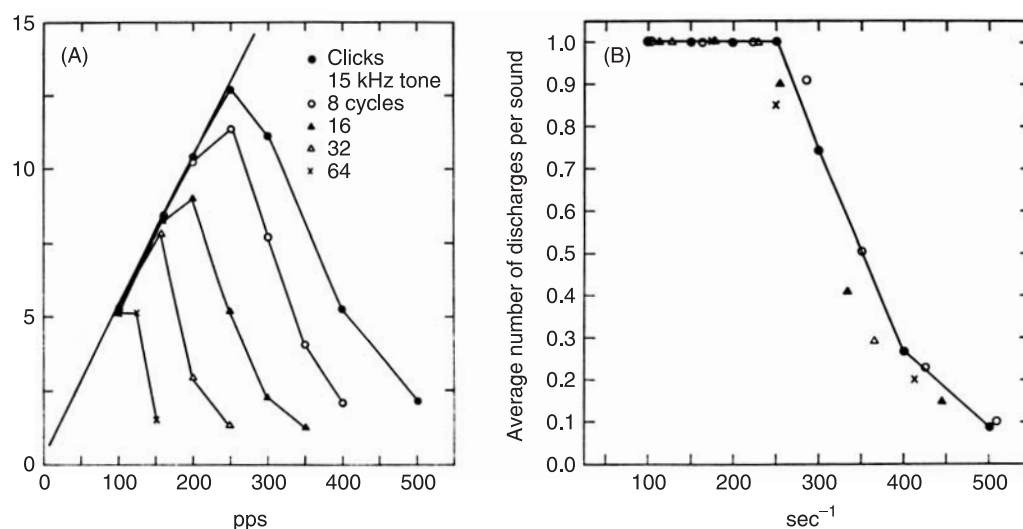 (A)
15
10
5
0
0 100 200 300 400 500
pps
Clicks
15 kHz tone
8 cycles
16
32
64
(B)
Average number of discharges per sound
1.0
0.9
0.8
0.7
0.6
0.5
0.4
0.3
0.2
0.1
0 100 200 300 400 500
sec⁻¹